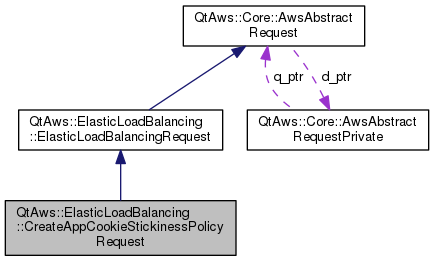 QtAws::Core::AwsAbstract
Request
q_ptr
d_ptr
QtAws::ElasticLoadBalancing
::ElasticLoadBalancingRequest
QtAws::Core::AwsAbstract
RequestPrivate
QtAws::ElasticLoadBalancing
::CreateAppCookieStickinessPolicy
Request